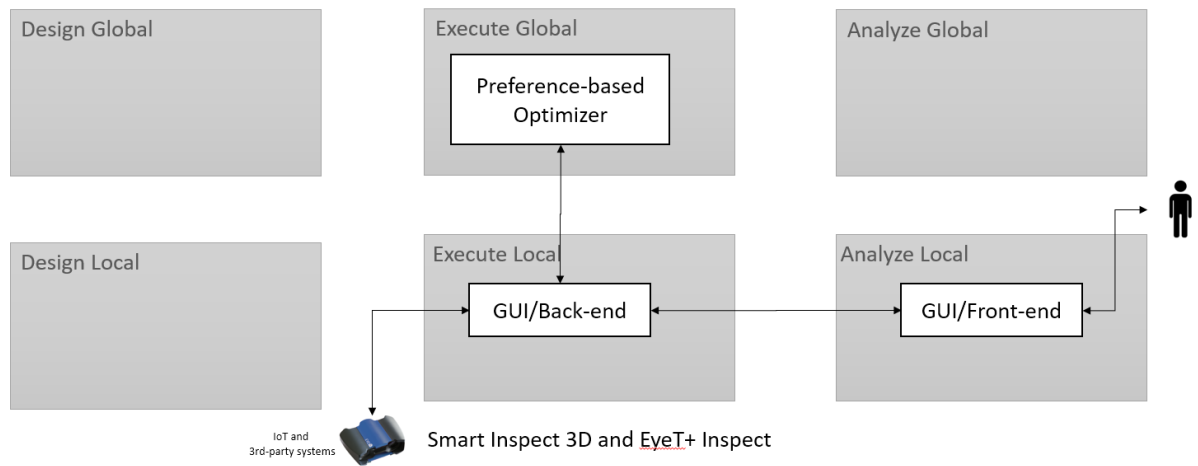 Design Global
Execute Global
Analyze Global
Preference-based
Optimizer
Design Local
Execute Local
Analyze Local
GUI/Back-end
GUI/Front-end
IoT and
3rd-party systems
Smart Inspect 3D and EyeT+ Inspect